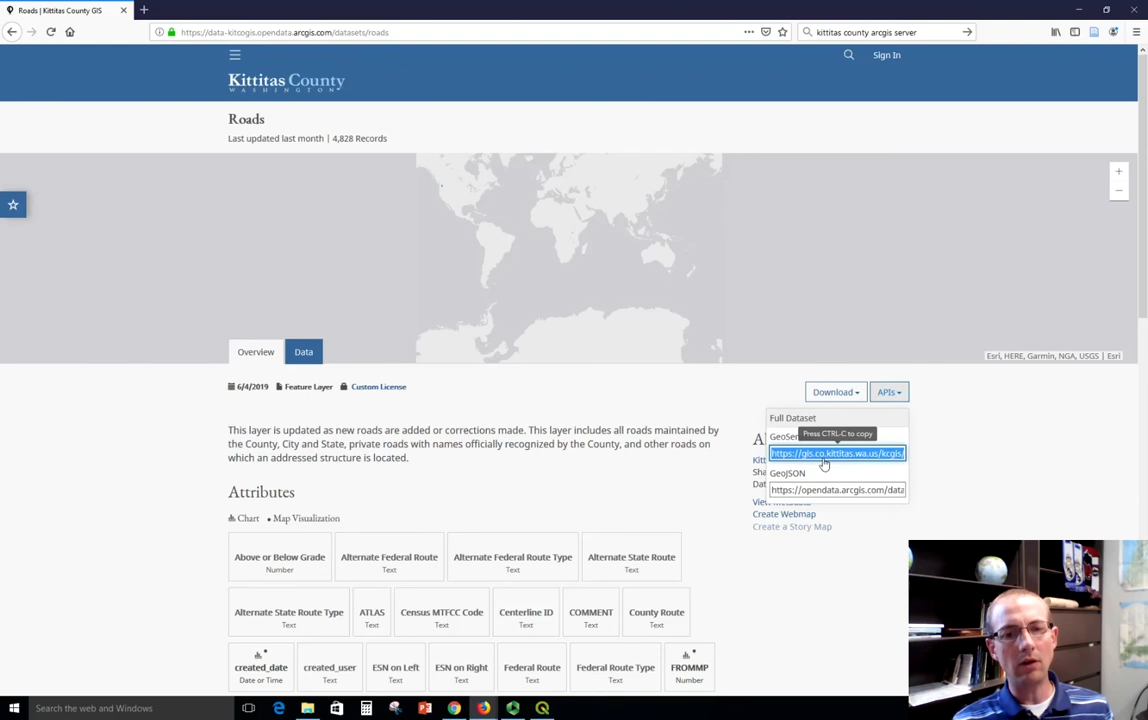 Roads | Kittitas County GIS
https://data-kitcogis.opendata.arcgis.com/datasets/roads
kittitas county arcgis server
Sign In
Kittitas County
WASHINGTON
Roads
Last updated last month | 4,828 Records
+
−
Overview
Data
Esri, HERE, Garmin, NGA, USGS | Esri
6/4/2019 Feature Layer Custom License
Download
APIs
Full Dataset
Press CTRL-C to copy
https://gis.co.kittitas.wa.us/kcgis/
GeoJSON
https://opendata.arcgis.com/data
Create Webmap
Create a Story Map
This layer is updated as new roads are added or corrections made. This layer includes all roads maintained
by the County, City and State, private roads with names officially recognized by the County, and other roads on
which an addressed structure is located.
Attributes
Chart • Map Visualization
Above or Below Grade
Number
Alternate Federal Route
Text
Alternate Federal Route Type
Text
Alternate State Route
Text
Alternate State Route Type
Text
ATLAS
Text
Census MTFCC Code
Text
Centerline ID
Text
COMMENT
Text
County Route
Text
created_date
Date or Time
created_user
Text
ESN on Left
Text
ESN on Right
Text
Federal Route
Text
Federal Route Type
Text
FROMMP
Number
Search the web and Windows